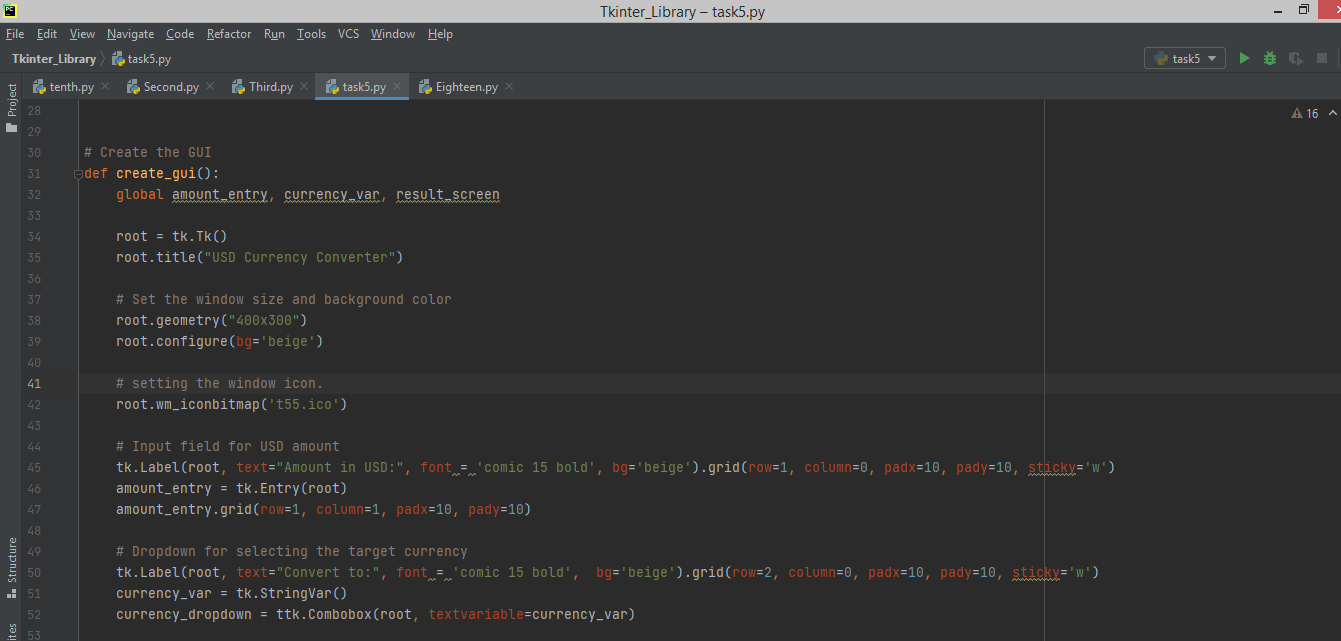 PC
Tkinter_Library – task5.py
File Edit View Navigate Code Refactor Run Tools VCS Window Help
Tkinter_Library task5.py task5
tenth.py Second.py Third.py task5.py Eighteen.py
Project
16
28
29
30 # Create the GUI
31 def create_gui():
32     global amount_entry, currency_var, result_screen
33
34     root = tk.Tk()
35     root.title("USD Currency Converter")
36
37     # Set the window size and background color
38     root.geometry("400x300")
39     root.configure(bg='beige')
40
41     # setting the window icon.
42     root.wm_iconbitmap('t55.ico')
43
44     # Input field for USD amount
45     tk.Label(root, text="Amount in USD:", font = 'comic 15 bold', bg='beige').grid(row=1, column=0, padx=10, pady=10, sticky='w')
46     amount_entry = tk.Entry(root)
47     amount_entry.grid(row=1, column=1, padx=10, pady=10)
48
49     # Dropdown for selecting the target currency
50     tk.Label(root, text="Convert to:", font = 'comic 15 bold',  bg='beige').grid(row=2, column=0, padx=10, pady=10, sticky='w')
51     currency_var = tk.StringVar()
52     currency_dropdown = ttk.Combobox(root, textvariable=currency_var)
53
Structure